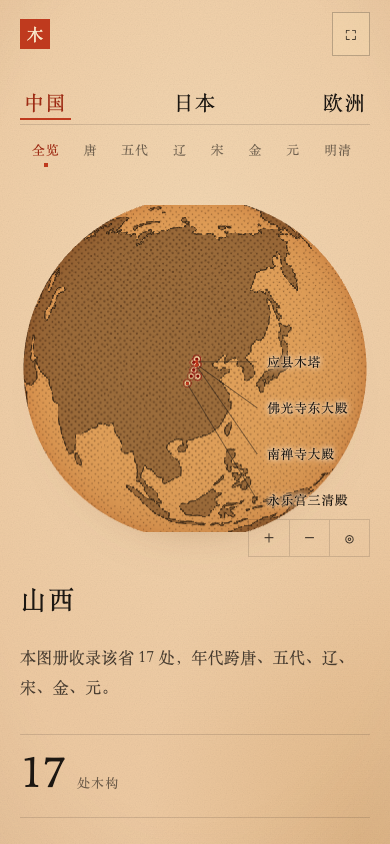 木
中国 日本 欧洲
全览 唐 五代 辽 宋 金 元 明清
应县木塔
佛光寺东大殿
南禅寺大殿
永乐宫三清殿
+ − ◎
山西
本图册收录该省 17 处，年代跨唐、五代、辽、
宋、金、元。
17 处木构